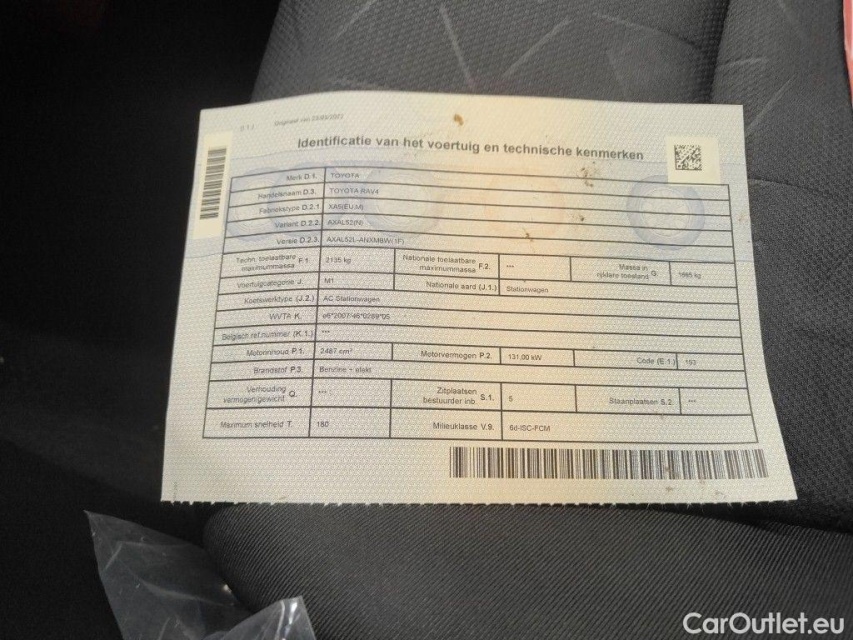 Identificatie van het voertuig en technische kenmerken
Merk D.1. TOYOTA
Handelsnaam D.3. TOYOTA RAV4
Fabriekstype D.2.1. XA5(EU,M)
Variant D.2.2. AXAL52(N)
Versie D.2.3. AXAL52L-ANXMBW(1F)
Techn. toelaatbare maximummassa F.1. 2135 kg Nationale toelaatbare maximummassa F.2. --- Massa in rijklare toestand G. 1665 kg
Voertuigcategorie J. M1 Nationale aard (J.1.) Stationwagen
Koetswerktype (J.2.) AC Stationwagen
WVTA K. e6*2007/46*0289*05
Belgisch ref.nummer (K.1.) ---
Motorinhoud P.1. 2487 cm³ Motorvermogen P.2. 131,00 kW Code (E.1.) 193
Brandstof P.3. Benzine + elekt
Verhouding vermogen/gewicht Q. --- Zitplaatsen bestuurder inb. S.1. 5 Staanplaatsen S.2. ---
Maximum snelheid T. 180 Milieuklasse V.9. 6d-ISC-FCM
CarOutlet.eu